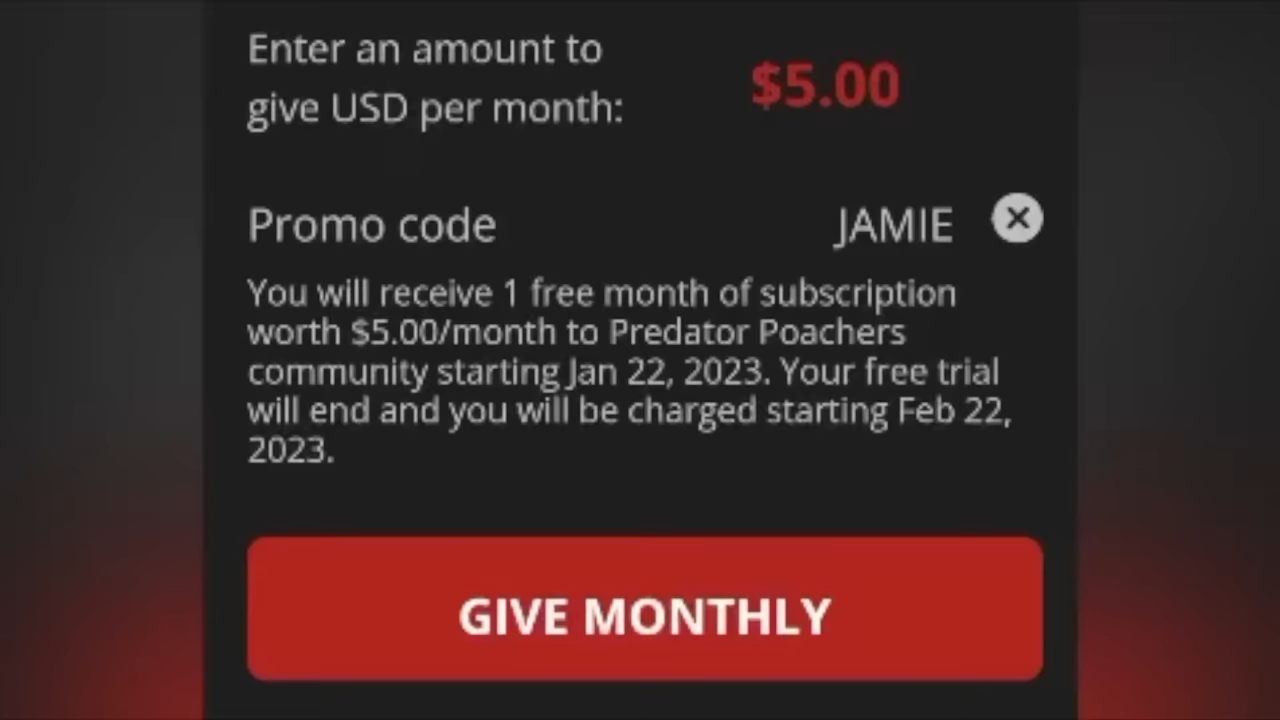 Enter an amount to
give USD per month:
$5.00
Promo code
JAMIE
You will receive 1 free month of subscription
worth $5.00/month to Predator Poachers
community starting Jan 22, 2023. Your free trial
will end and you will be charged starting Feb 22,
2023.
GIVE MONTHLY